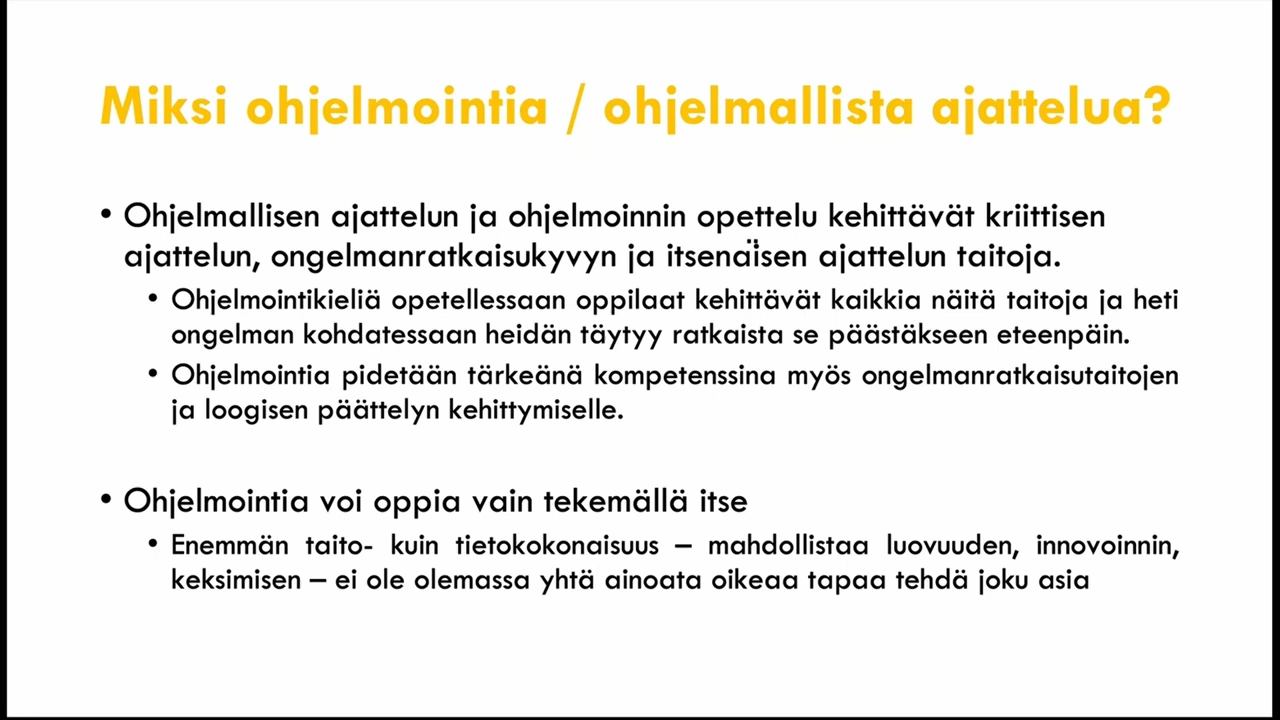 Miksi ohjelmointia / ohjelmallista ajattelua?
• Ohjelmallisen ajattelun ja ohjelmoinnin opettelu kehittävät kriittisen
ajattelun, ongelmanratkaisukyvyn ja itsenäisen ajattelun taitoja.
• Ohjelmointikieliä opetellessaan oppilaat kehittävät kaikkia näitä taitoja ja heti
ongelman kohdatessaan heidän täytyy ratkaista se päästäkseen eteenpäin.
• Ohjelmointia pidetään tärkeänä kompetenssina myös ongelmanratkaisutaitojen
ja loogisen päättelyn kehittymiselle.
• Ohjelmointia voi oppia vain tekemällä itse
• Enemmän taito- kuin tietokokonaisuus – mahdollistaa luovuuden, innovoinnin,
keksimisen – ei ole olemassa yhtä ainoata oikeaa tapaa tehdä joku asia